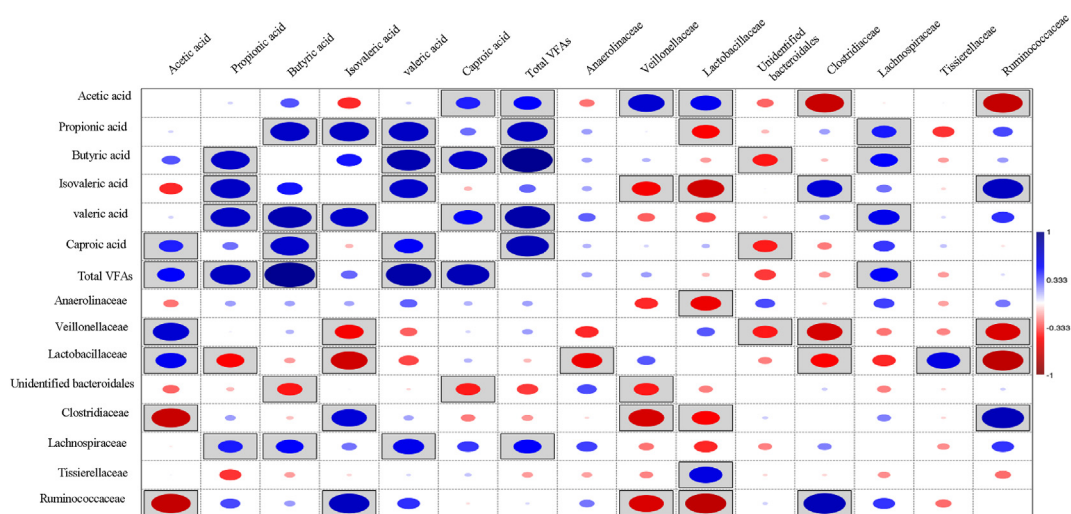 Acetic acid
Propionic acid
Butyric acid
Isovaleric acid
valeric acid
Caproic acid
Total VFAs
Anaerolinaceae
Veillonellaceae
Lactobacillaceae
Unidentified
bacteroidales
Clostridiaceae
Lachnospiraceae
Tissierellaceae
Ruminococcaceae
Acetic acid
Propionic acid
Butyric acid
Isovaleric acid
valeric acid
Caproic acid
Total VFAs
Anaerolinaceae
Veillonellaceae
Lactobacillaceae
Unidentified bacteroidales
Clostridiaceae
Lachnospiraceae
Tissierellaceae
Ruminococcaceae
1
0.333
-0.333
-1